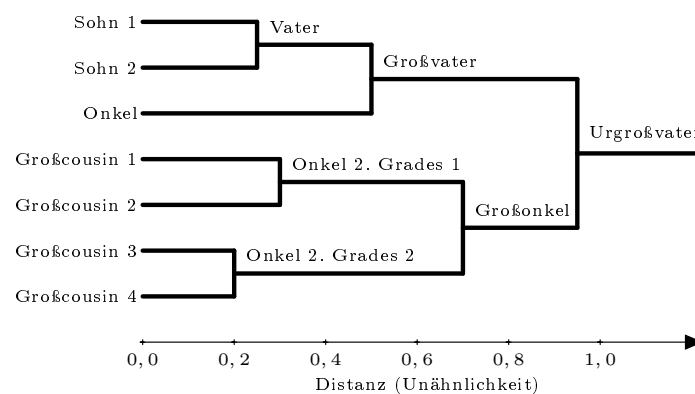 Sohn 1
Vater
Sohn 2
Großvater
Onkel
Urgroßvater
Großcousin 1
Onkel 2. Grades 1
Großcousin 2
Großonkel
Großcousin 3
Onkel 2. Grades 2
Großcousin 4
0,0 0,2 0,4 0,6 0,8 1,0
Distanz (Unähnlichkeit)